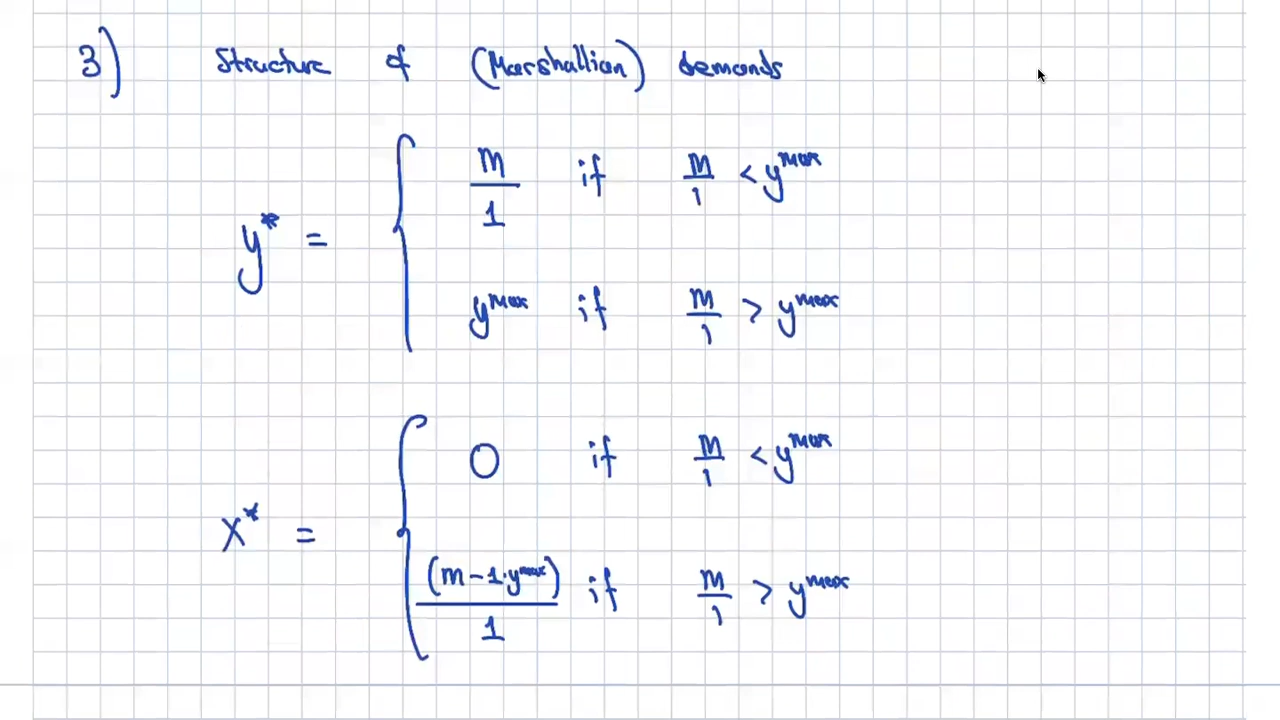 3) Structure of (Marshallian) demands
m/1 if m/1 < y^max
y* =
y^max if m/1 > y^max
0 if m/1 < y^max
x* =
(m-1·y^max)/1 if m/1 > y^max